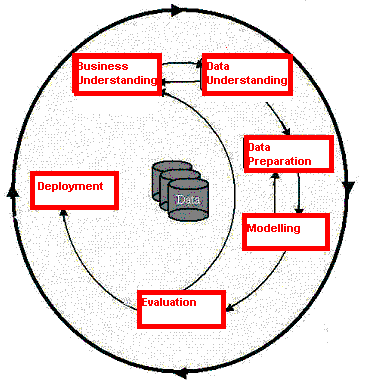 Business
Understanding
Data
Understanding
Data
Preparation
Deployment
Data
Modelling
Evaluation